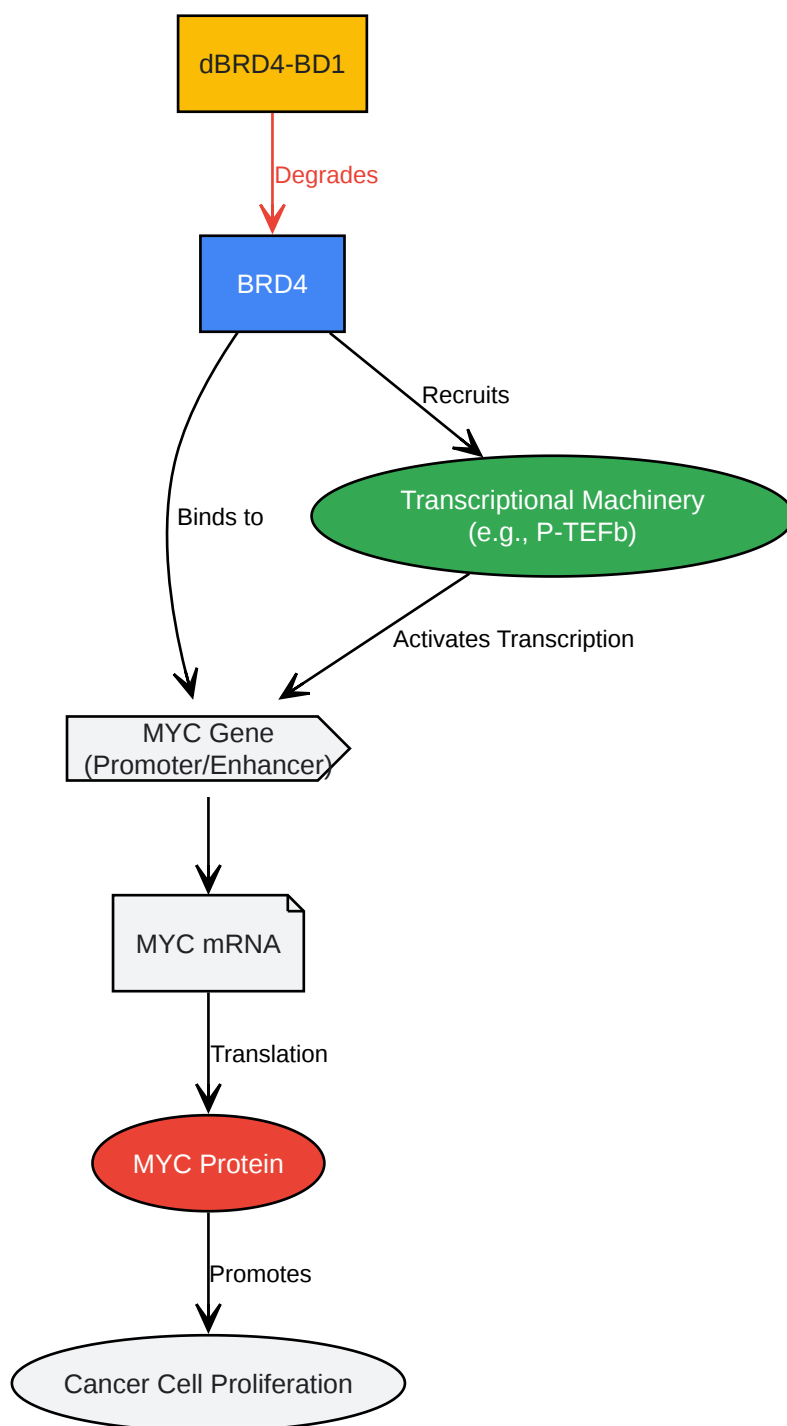 dBRD4-BD1
Degrades
BRD4
Recruits
Transcriptional Machinery
(e.g., P-TEFb)
Binds to
Activates Transcription
MYC Gene
(Promoter/Enhancer)
MYC mRNA
Translation
MYC Protein
Promotes
Cancer Cell Proliferation